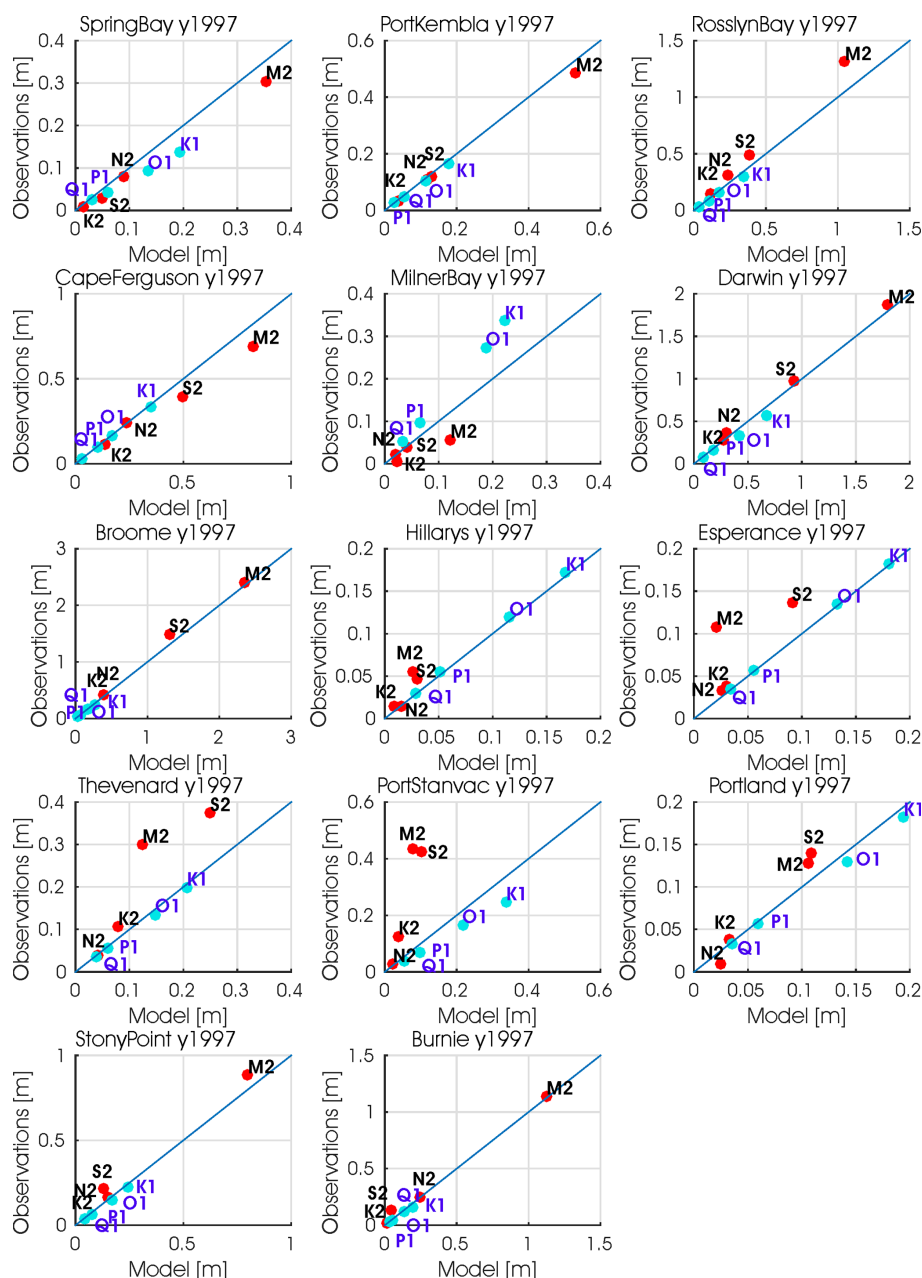 SpringBay y1997
Observations [m]
0.4
0.3
0.2
0.1
0
0 0.2 0.4
Model [m]
M2
K1
O1
N2
P1
Q1
S2
K2
PortKembla y1997
Observations [m]
0.6
0.4
0.2
0
0 0.2 0.4 0.6
Model [m]
M2
S2
N2
K1
K2
O1
Q1
P1
RosslynBay y1997
Observations [m]
1.5
1
0.5
0
0 0.5 1 1.5
Model [m]
M2
S2
N2
K1
K2
O1
P1
Q1
CapeFerguson y1997
Observations [m]
1
0.5
0
0 0.5 1
Model [m]
M2
K1
S2
O1
P1
N2
Q1
K2
MilnerBay y1997
Observations [m]
0.4
0.3
0.2
0.1
0
0 0.2 0.4
Model [m]
K1
O1
P1
Q1
M2
N2
S2
K2
Darwin y1997
Observations [m]
2
1.5
1
0.5
0
0 1 2
Model [m]
M2
S2
N2
K1
K2
O1
P1
Q1
Broome y1997
Observations [m]
3
2
1
0
0 1 2 3
Model [m]
M2
S2
N2
K2
Q1
K1
P1
O1
Hillarys y1997
Observations [m]
0.2
0.15
0.1
0.05
0
0 0.05 0.1 0.15 0.2
Model [m]
K1
O1
M2
S2
P1
K2
Q1
N2
Esperance y1997
Observations [m]
0.2
0.15
0.1
0.05
0
0 0.05 0.1 0.15 0.2
Model [m]
K1
O1
S2
M2
K2
P1
N2
Q1
Thevenard y1997
Observations [m]
0.4
0.3
0.2
0.1
0
0 0.1 0.2 0.3 0.4
Model [m]
S2
M2
K1
O1
K2
N2
P1
Q1
PortStanvac y1997
Observations [m]
0.6
0.4
0.2
0
0 0.2 0.4 0.6
Model [m]
M2
S2
K1
O1
K2
N2
P1
Q1
Portland y1997
Observations [m]
0.2
0.15
0.1
0.05
0
0 0.05 0.1 0.15 0.2
Model [m]
K1
S2
M2
O1
P1
K2
N2
Q1
StonyPoint y1997
Observations [m]
1
0.5
0
0 0.5 1
Model [m]
M2
S2
N2
K1
K2
O1
P1
Q1
Burnie y1997
Observations [m]
1.5
1
0.5
0
0 0.5 1 1.5
Model [m]
M2
N2
S2
Q1
K1
K2
O1
P1